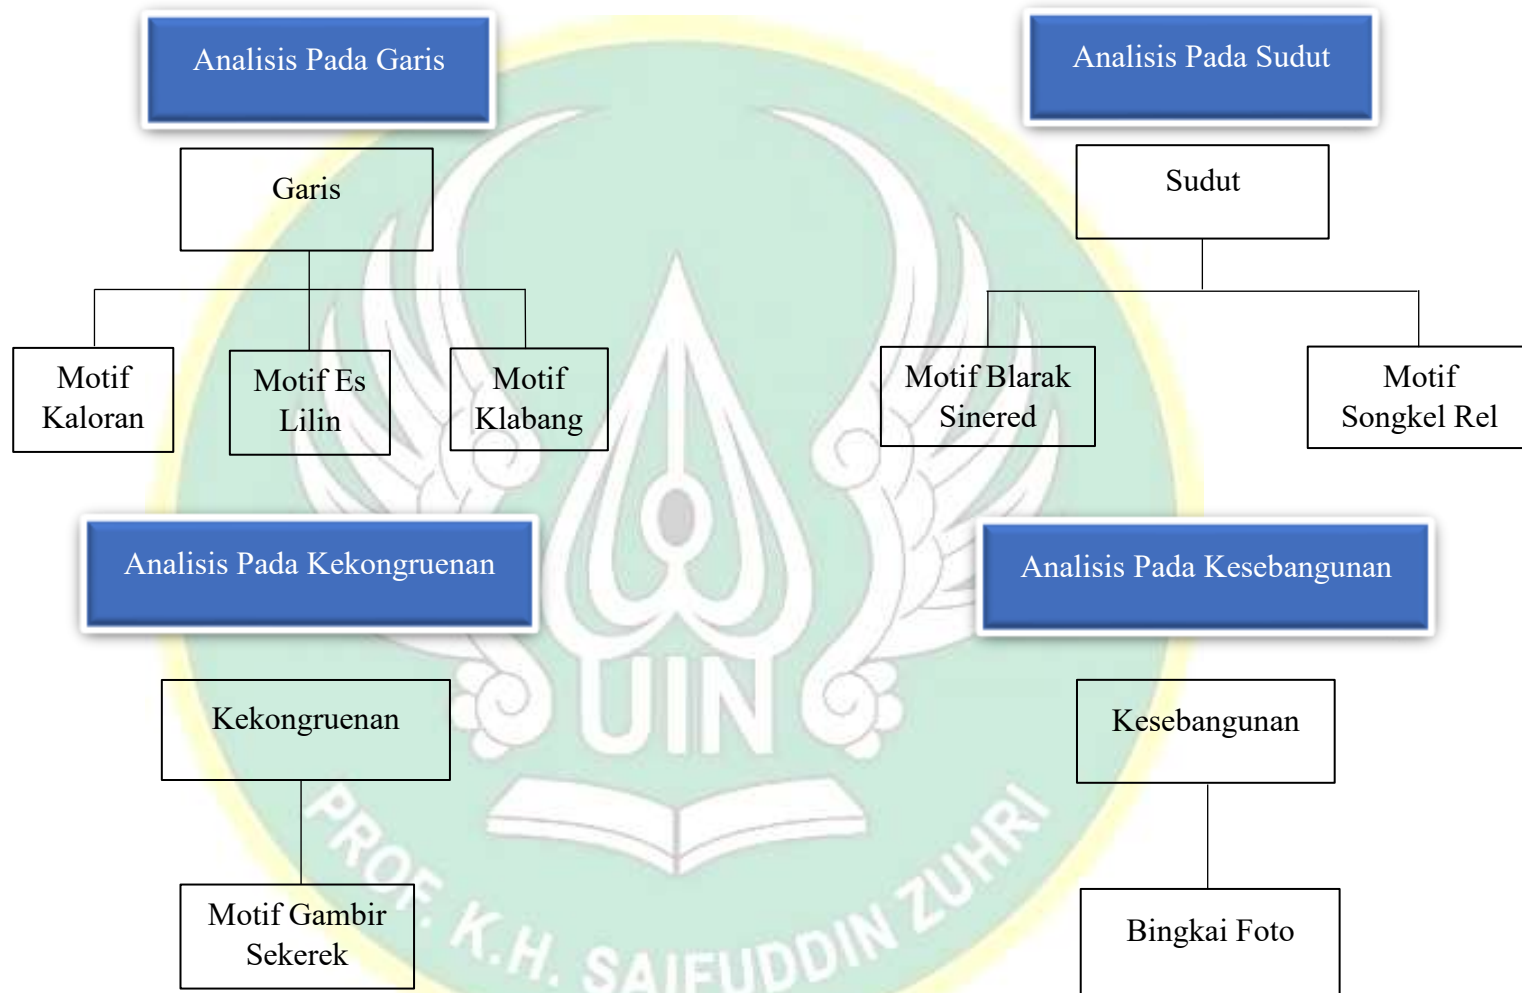 Analisis Pada Garis
Analisis Pada Sudut
Garis
Sudut
Motif
Kaloran
Motif Es
Lilin
Motif
Klabang
Motif Blarak
Sinered
Motif
Songkel Rel
Analisis Pada Kekongruenan
Analisis Pada Kesebangunan
Kekongruenan
Kesebangunan
Motif Gambir
Sekerek
Bingkai Foto
UIN
PROF. K.H. SAIFUDDIN ZUHRI